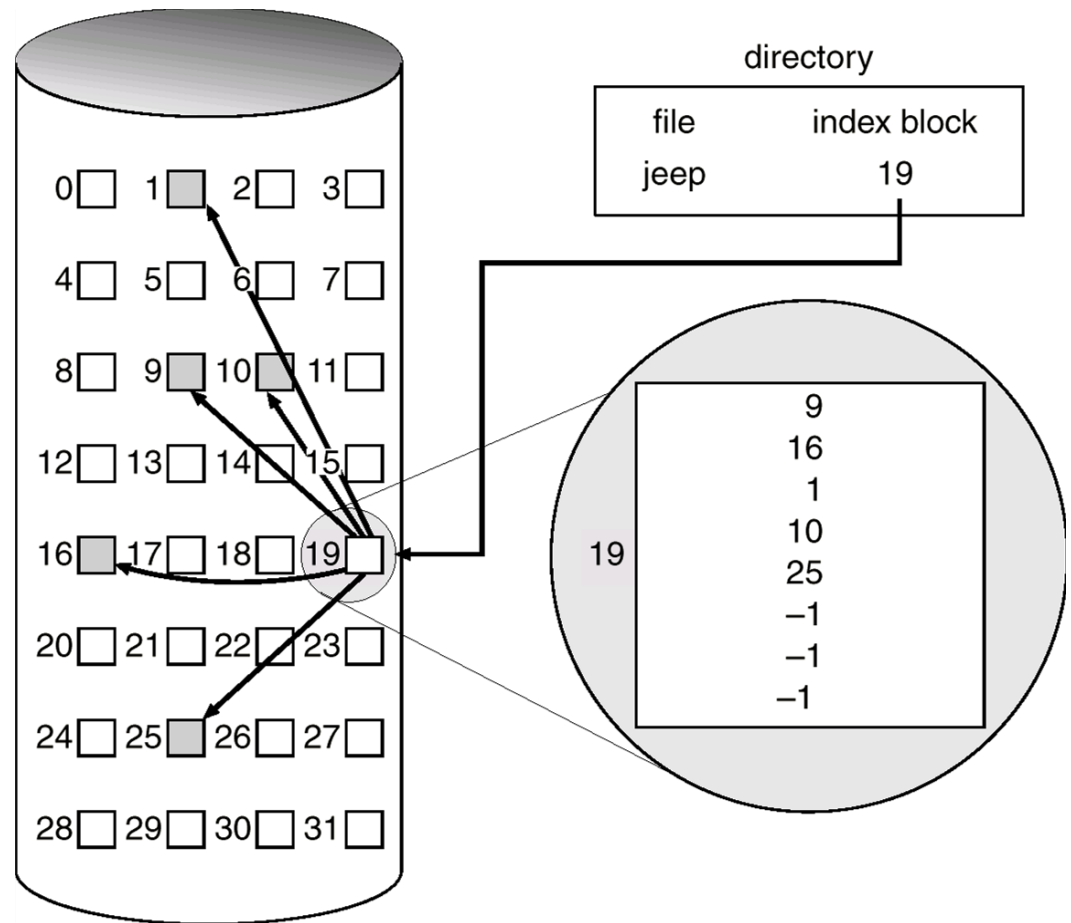 directory
file index block
jeep 19
0 1 2 3
4 5 6 7
8 9 10 11
12 13 14 15
16 17 18 19
20 21 22 23
24 25 26 27
28 29 30 31
19
9
16
1
10
25
–1
–1
–1